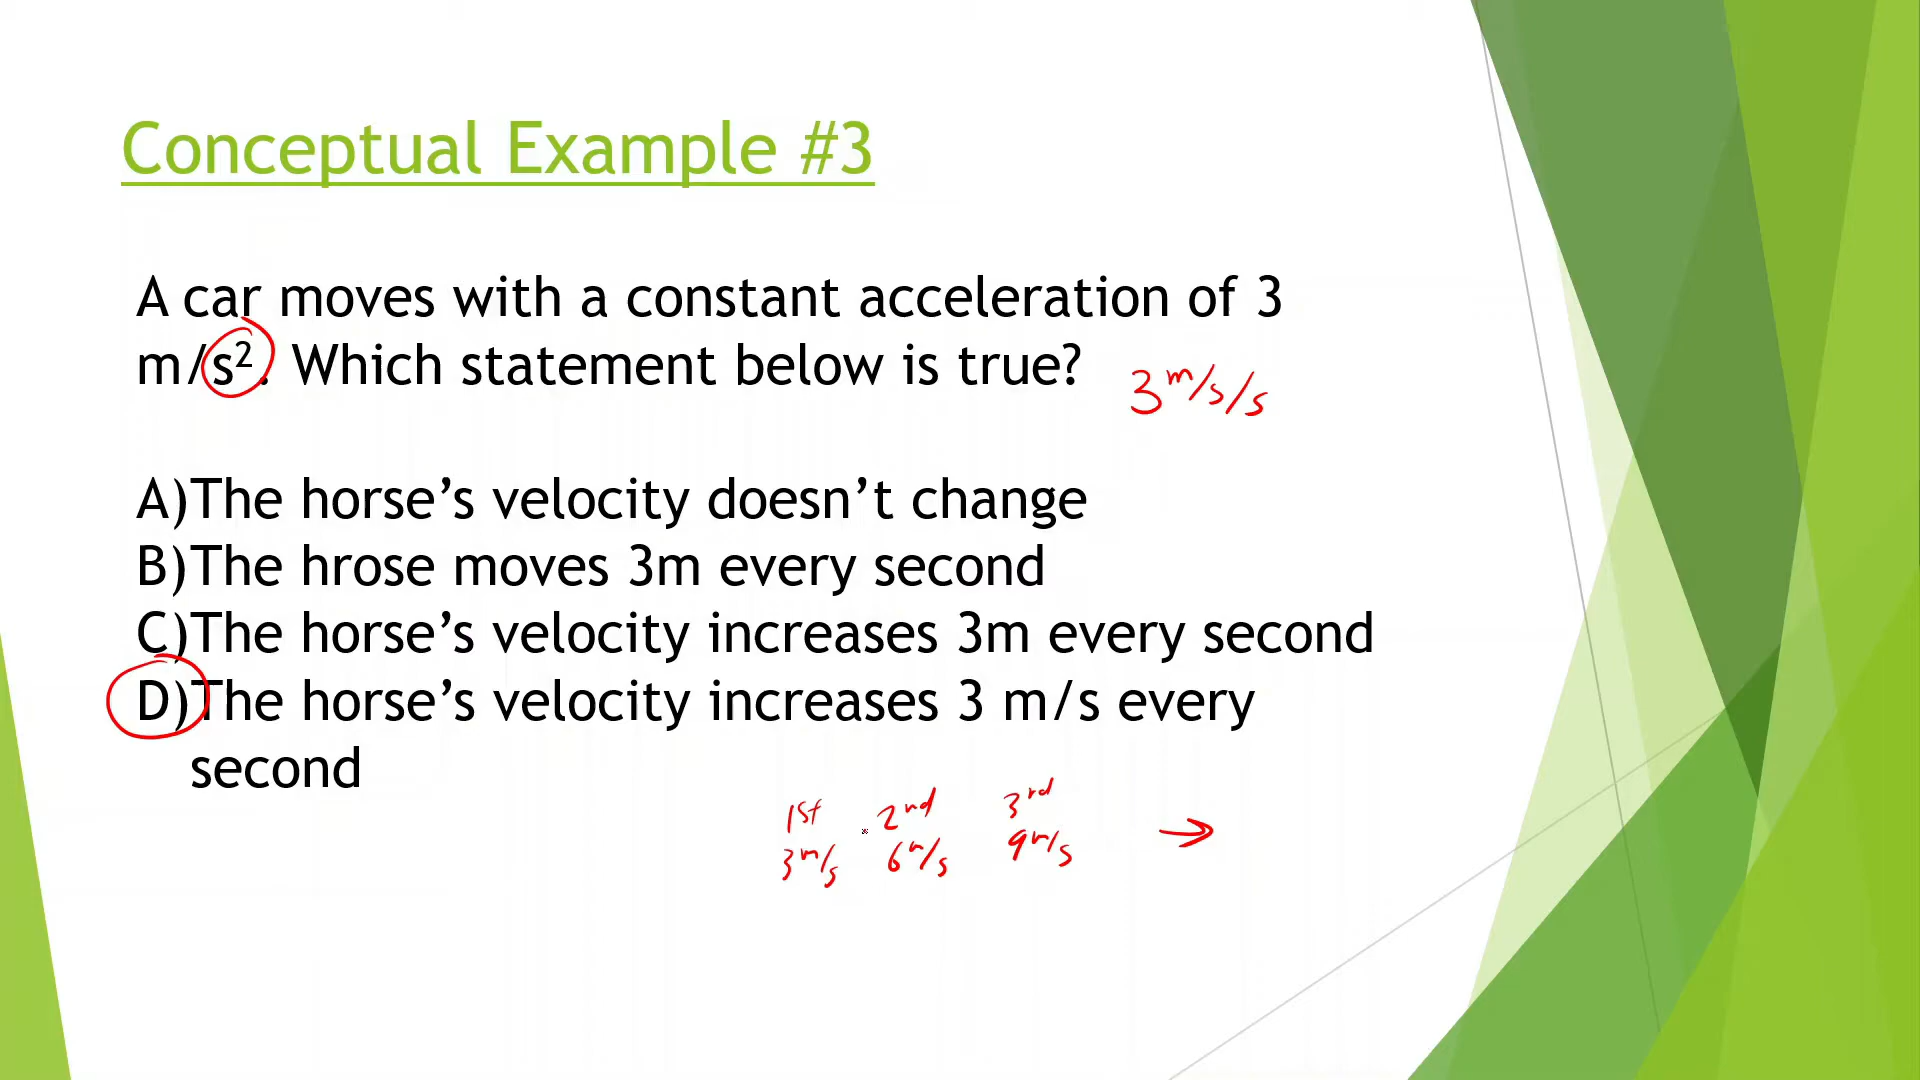 Conceptual Example #3
A car moves with a constant acceleration of 3
m/s². Which statement below is true?
3 m/s/s
A)The horse’s velocity doesn’t change
B)The hrose moves 3m every second
C)The horse’s velocity increases 3m every second
D)The horse’s velocity increases 3 m/s every
second
1st 2nd 3rd
3 m/s 6 m/s 9 m/s